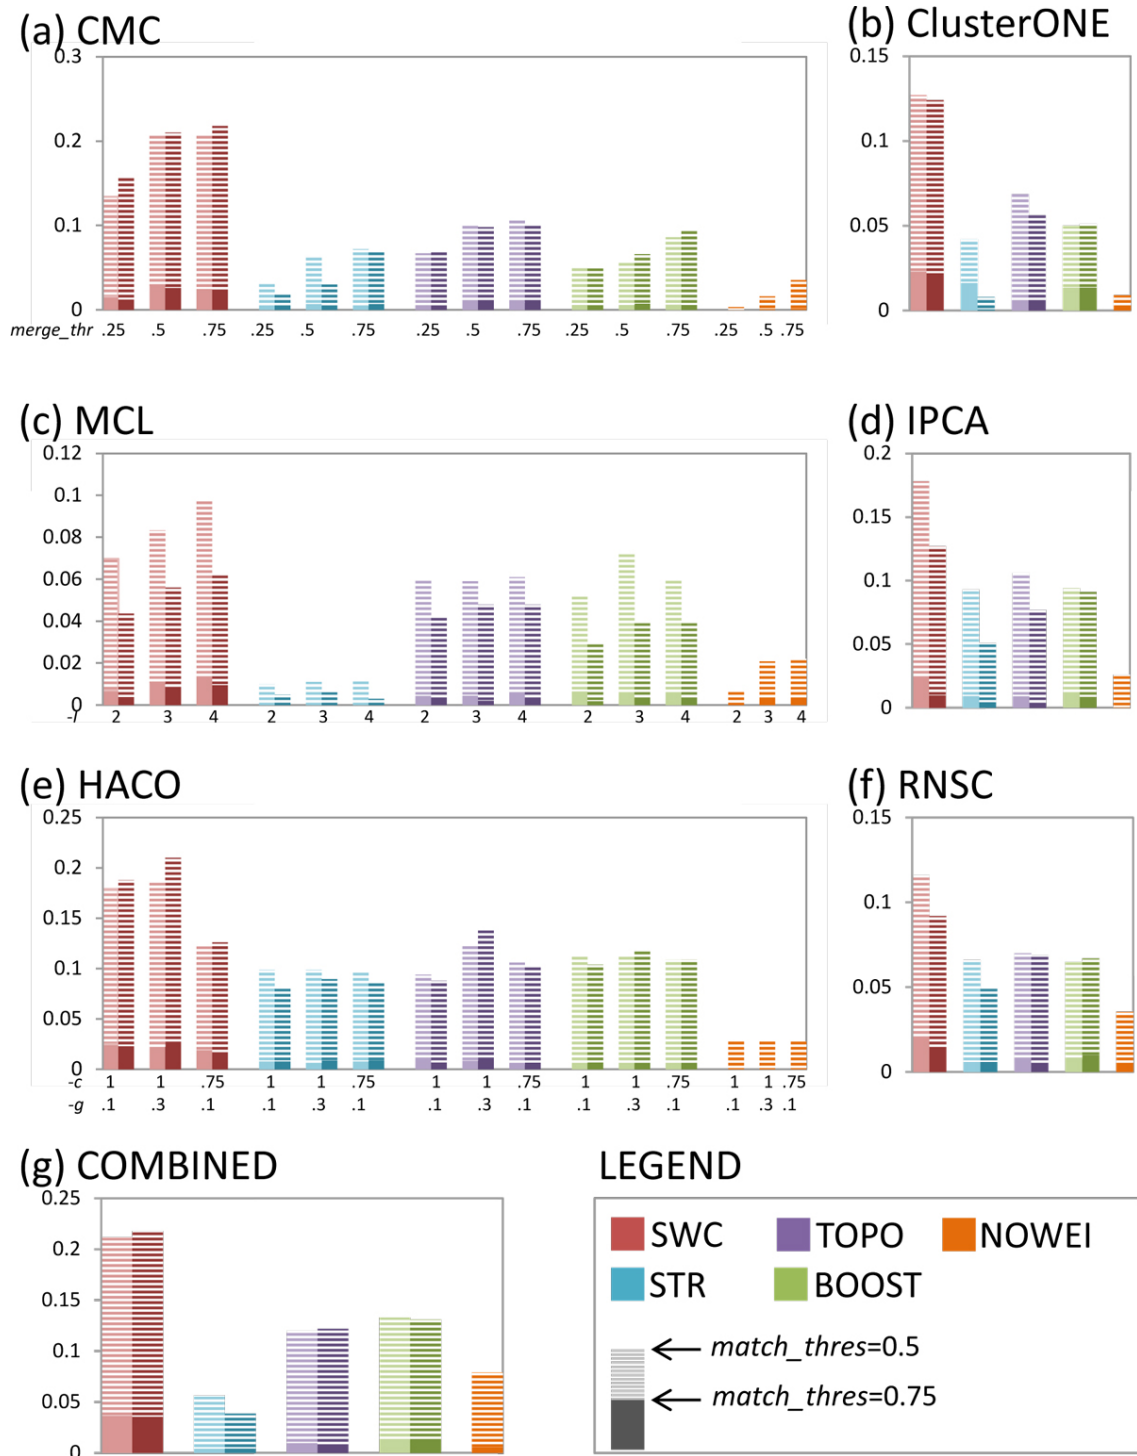 (a) CMC
0.3
0.2
0.1
0
merge_thr .25 .5 .75 .25 .5 .75 .25 .5 .75 .25 .5 .75 .25 .5 .75
(b) ClusterONE
0.15
0.1
0.05
0
(c) MCL
0.12
0.1
0.08
0.06
0.04
0.02
0
-I 2 3 4 2 3 4 2 3 4 2 3 4 2 3 4
(d) IPCA
0.2
0.15
0.1
0.05
0
(e) HACO
0.25
0.2
0.15
0.1
0.05
0
-c 1 1 .75 1 1 .75 1 1 .75 1 1 .75 1 1 .75
-g .1 .3 .1 .1 .3 .1 .1 .3 .1 .1 .3 .1 .1 .3 .1
(f) RNSC
0.15
0.1
0.05
0
(g) COMBINED
0.25
0.2
0.15
0.1
0.05
0
LEGEND
SWC TOPO NOWEI
STR BOOST
match_thres=0.5
match_thres=0.75